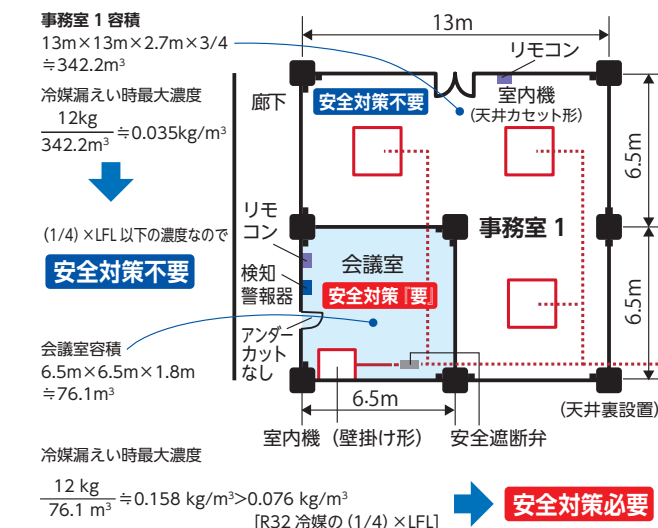 事務室 1 容積
13m×13m×2.7m×3/4
≒342.2m³
冷媒漏えい時最大濃度
12kg
342.2m³
≒0.035kg/m³
(1/4) ×LFL 以下の濃度なので
安全対策不要
会議室容積
6.5m×6.5m×1.8m
≒76.1m³
13m
リモコン
廊下
安全対策不要
室内機
(天井カセット形)
6.5m
リモ
コン
事務室 1
会議室
検知
警報器
安全対策『要』
アンダー
カット
なし
6.5m
6.5m
(天井裏設置)
室内機（壁掛け形）
安全遮断弁
冷媒漏えい時最大濃度
12 kg
76.1 m³
≒0.158 kg/m³>0.076 kg/m³
[R32 冷媒の (1/4) ×LFL]
安全対策必要